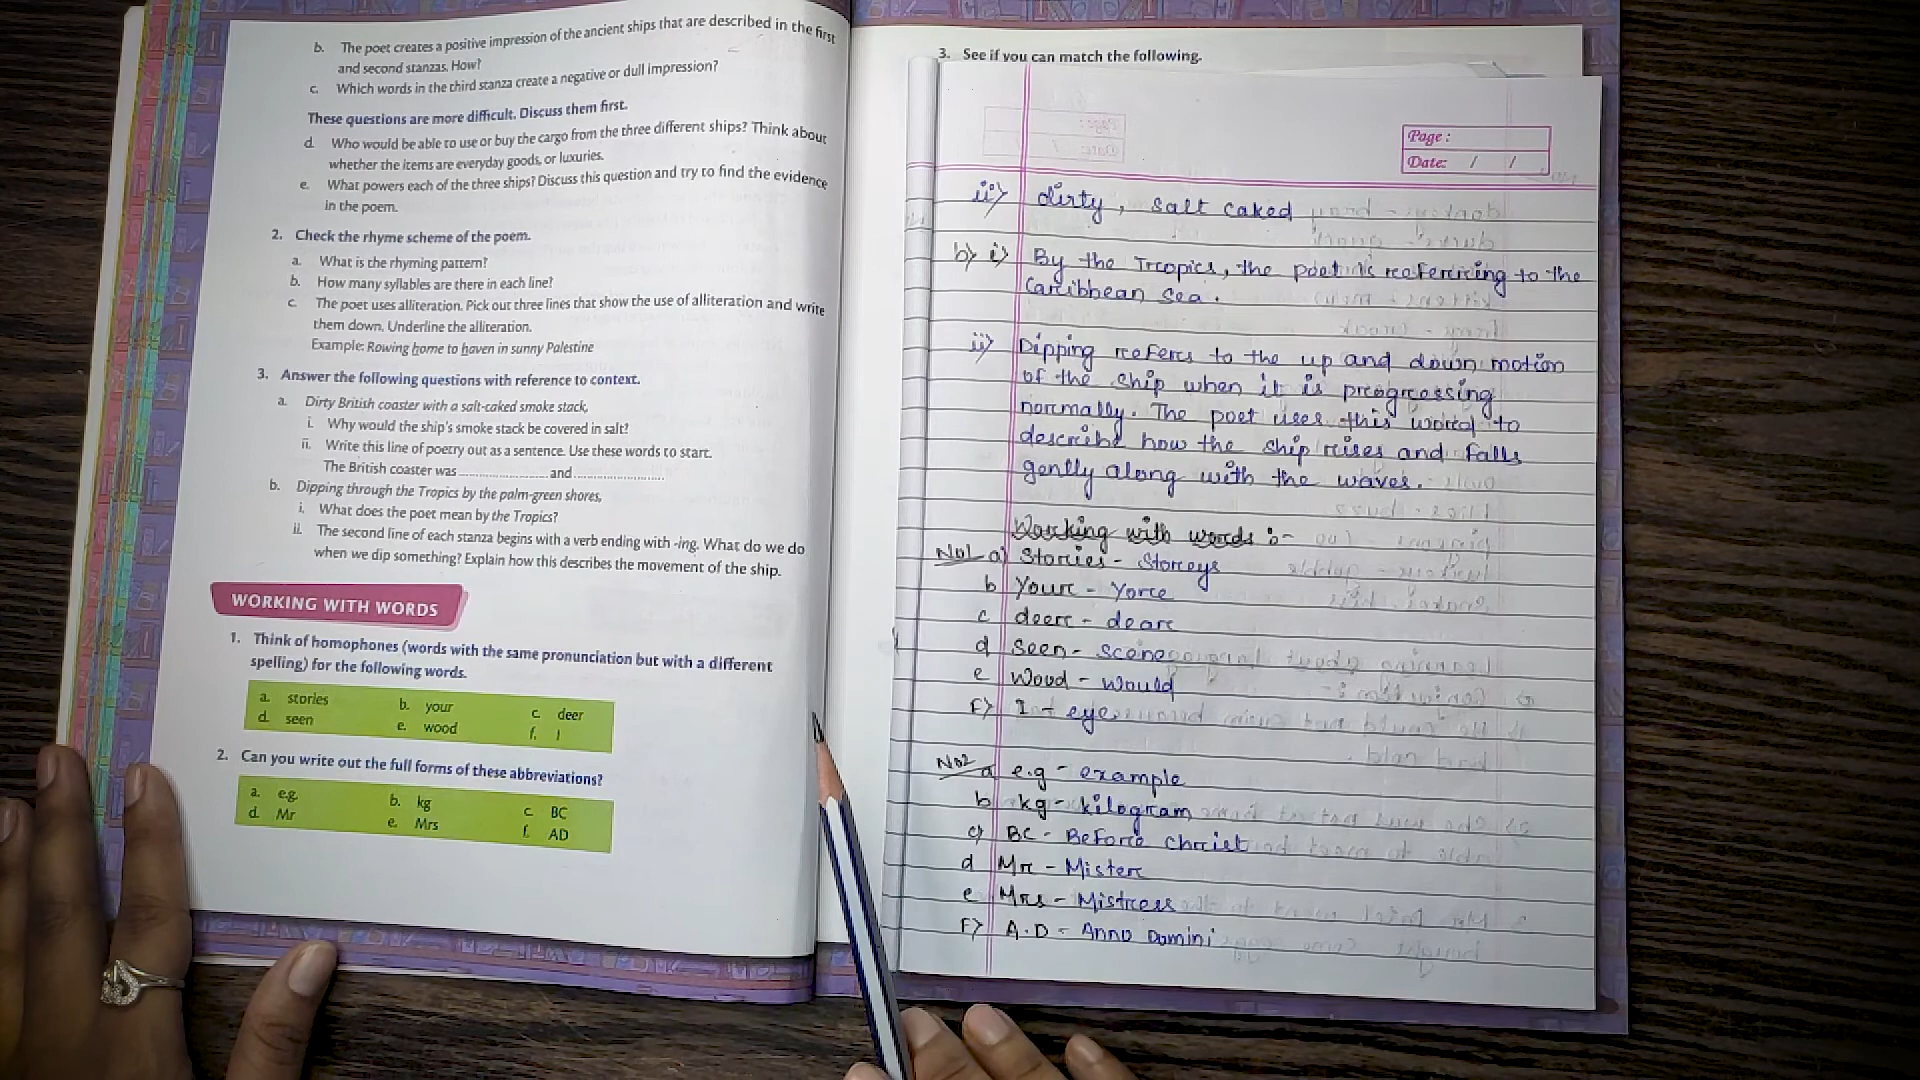 b. The poet creates a positive impression of the ancient ships that are described in the first
and second stanzas. How?
c. Which words in the third stanza create a negative or dull impression?
These questions are more difficult. Discuss them first.
d. Who would be able to use or buy the cargo from the three different ships? Think about
whether the items are everyday goods, or luxuries.
e. What powers each of the three ships? Discuss this question and try to find the evidence
in the poem.
2. Check the rhyme scheme of the poem.
a. What is the rhyming pattern?
b. How many syllables are there in each line?
c. The poet uses alliteration. Pick out three lines that show the use of alliteration and write
them down. Underline the alliteration.
Example: Rowing home to haven in sunny Palestine
3. Answer the following questions with reference to context.
a. Dirty British coaster with a salt-caked smoke stack,
i. Why would the ship's smoke stack be covered in salt?
ii. Write this line of poetry out as a sentence. Use these words to start.
The British coaster was ........................ and ........................
b. Dipping through the Tropics by the palm-green shores,
i. What does the poet mean by the Tropics?
ii. The second line of each stanza begins with a verb ending with -ing. What do we do
when we dip something? Explain how this describes the movement of the ship.
WORKING WITH WORDS
1. Think of homophones (words with the same pronunciation but with a different
spelling) for the following words.
a. stories b. your c. deer
d. seen e. wood f. I
2. Can you write out the full forms of these abbreviations?
a. e.g. b. kg c. BC
d. Mr e. Mrs f. AD
3. See if you can match the following.
Page :
Date: / /
ii) dirty, salt caked
b) i) By the Tropics, the poet is referring to the
Caribbean Sea.
ii) Dipping refers to the up and down motion
of the ship when it is progressing
normally. The poet uses this word to
describe how the ship rises and falls
gently along with the waves.
Working with words :-
No1 a) Stories - Storeys
b Your - Yore
c deer - dear
d Seen - scene
e Wood - would
F) I - eye
No2 a e.g - example
b kg - kilogram
c) BC - Before christ
d Mr - Mister
e Mrs - Mistress
F) A.D - Anno Domini